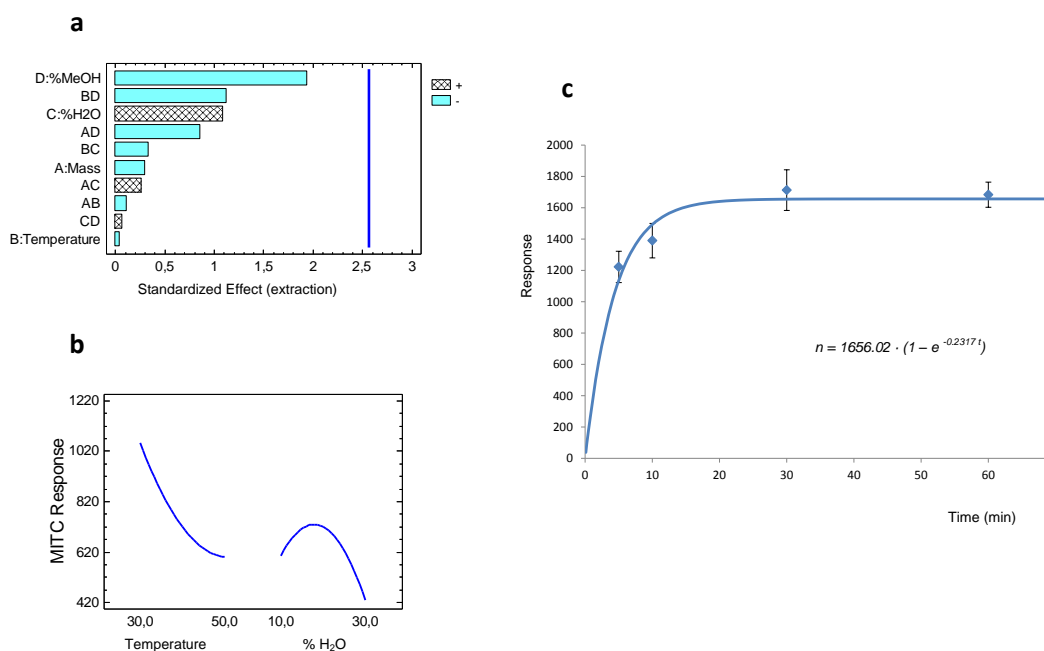 a
D:%MeOH
BD
C:%H2O
AD
BC
A:Mass
AC
AB
CD
B:Temperature
+
-
0 0,5 1 1,5 2 2,5 3
Standardized Effect (extraction)
b
MITC Response
1220
1020
820
620
420
30,0 50,0 10,0 30,0
Temperature % H₂O
c
Response
2000
1800
1600
1400
1200
1000
800
600
400
200
0
n = 1656.02 · (1 – e ⁻⁰·²³¹⁷ ᵗ)
0 10 20 30 40 50 60
Time (min)